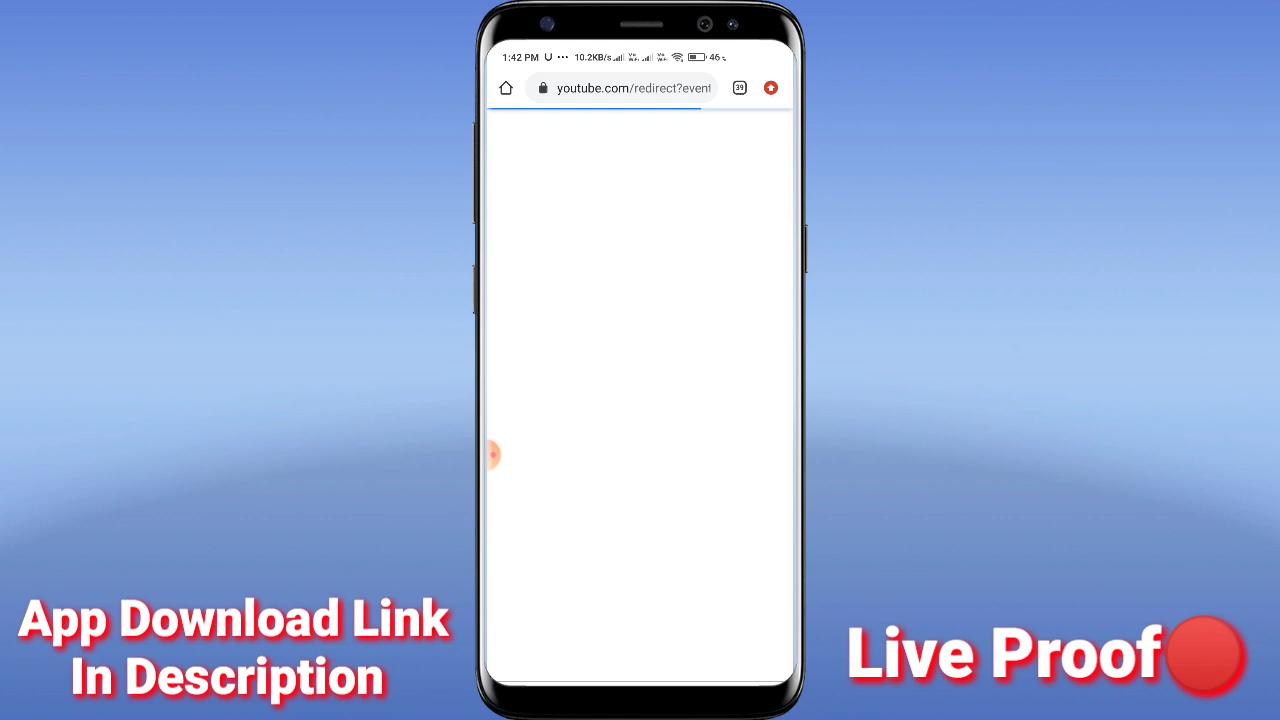 1:42 PM 10.2KB/s 46
youtube.com/redirect?event
39
App Download Link
In Description
Live Proof